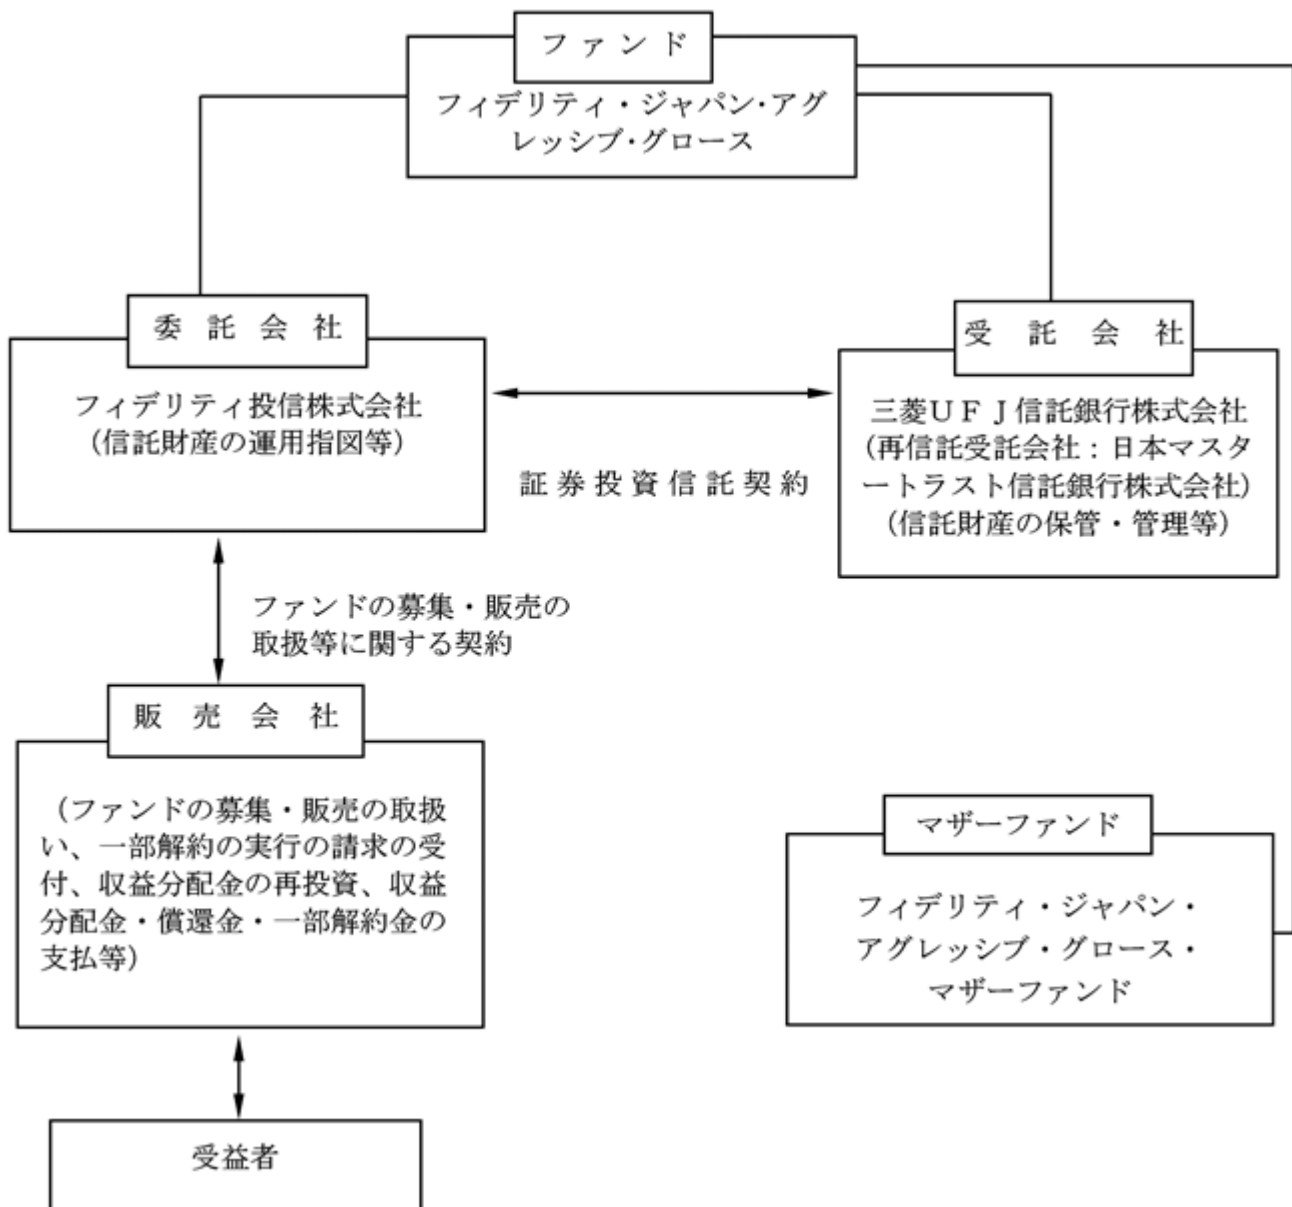 ファンド
フィデリティ・ジャパン・アグ
レッシブ・グロース
委託会社
フィデリティ投信株式会社
(信託財産の運用指図等)
証券投資信託契約
受託会社
三菱ＵＦＪ信託銀行株式会社
(再信託受託会社：日本マスタ
ートラスト信託銀行株式会社)
(信託財産の保管・管理等)
ファンドの募集・販売の
取扱等に関する契約
販売会社
（ファンドの募集・販売の取扱
い、一部解約の実行の請求の受
付、収益分配金の再投資、収益
分配金・償還金・一部解約金の
支払等）
マザーファンド
フィデリティ・ジャパン・
アグレッシブ・グロース・
マザーファンド
受益者